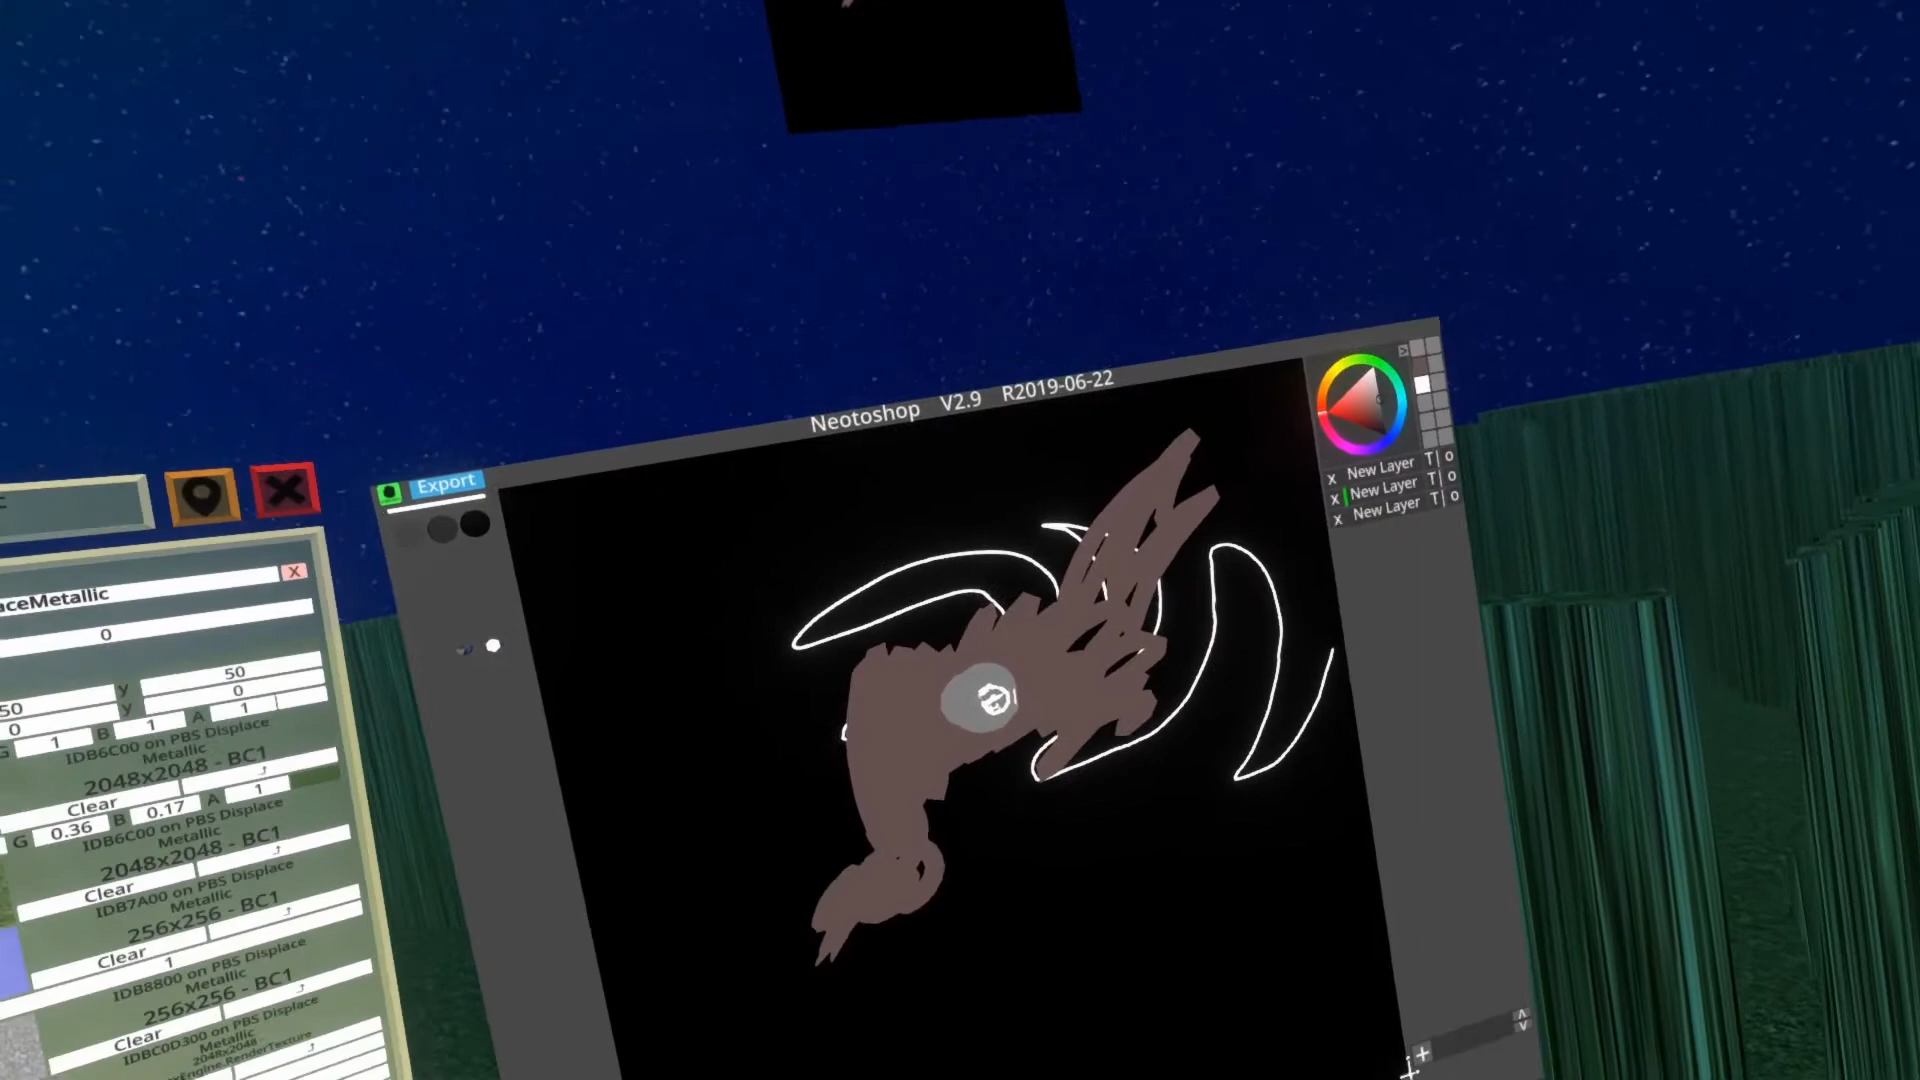 Neotoshop V2.9 R2019-06-22
Export
> 
x New Layer T| o
x New Layer T| o
x New Layer T| o
aceMetallic
x
0
50 y 50
0 y 0
G 1 B 1 A 1
IDB6C00 on PBS Displace
Metallic
2048x2048 - BC1
Clear
G 0.36 B 0.17 A 1
IDB6C00 on PBS Displace
Metallic
2048x2048 - BC1
Clear
IDB7A00 on PBS Displace
Metallic
256x256 - BC1
Clear
1
IDB8800 on PBS Displace
Metallic
256x256 - BC1
Clear
IDBC0D300 on PBS Displace
Metallic
2048x2048 -
xEngine.RenderTexture
+